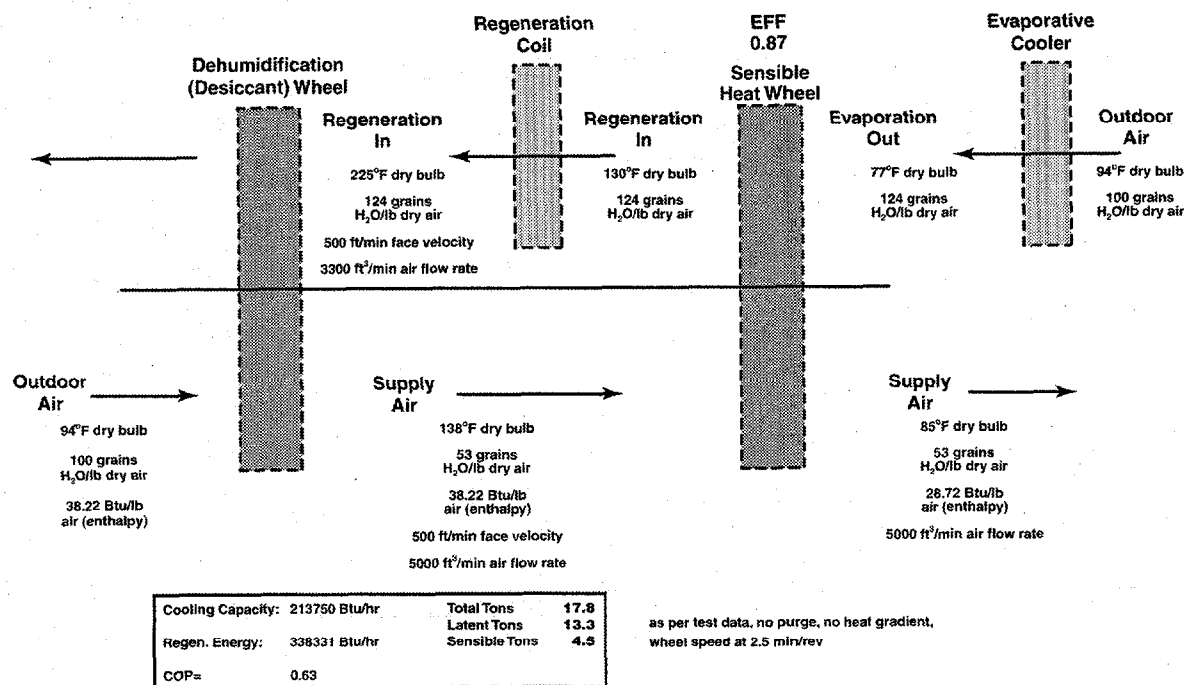 Regeneration
Coil
EFF
0.87
Evaporative
Cooler
Dehumidification
(Desiccant) Wheel
Sensible
Heat Wheel
Regeneration
In
225°F dry bulb
124 grains
H₂O/lb dry air
500 ft/min face velocity
3300 ft³/min air flow rate
Regeneration
In
130°F dry bulb
124 grains
H₂O/lb dry air
Evaporation
Out
77°F dry bulb
124 grains
H₂O/lb dry air
Outdoor
Air
94°F dry bulb
100 grains
H₂O/lb dry air
Outdoor
Air
94°F dry bulb
100 grains
H₂O/lb dry air
38.22 Btu/lb
air (enthalpy)
Supply
Air
138°F dry bulb
53 grains
H₂O/lb dry air
38.22 Btu/lb
air (enthalpy)
500 ft/min face velocity
5000 ft³/min air flow rate
Supply
Air
85°F dry bulb
53 grains
H₂O/lb dry air
28.72 Btu/lb
air (enthalpy)
5000 ft³/min air flow rate
Cooling Capacity: 213750 Btu/hr Total Tons 17.8
Latent Tons 13.3
Regen. Energy: 338331 Btu/hr Sensible Tons 4.5
COP= 0.63
as per test data, no purge, no heat gradient,
wheel speed at 2.5 min/rev